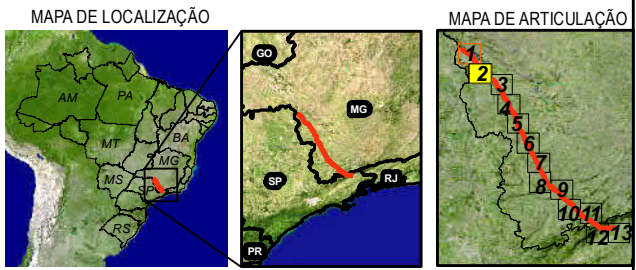 MAPA DE LOCALIZAÇÃO
AM
PA
BA
MT
MG
MS
SP
RS
GO
MG
SP
RJ
PR
MAPA DE ARTICULAÇÃO
1
2
3
4
5
6
7
8
9
10
11
12
13